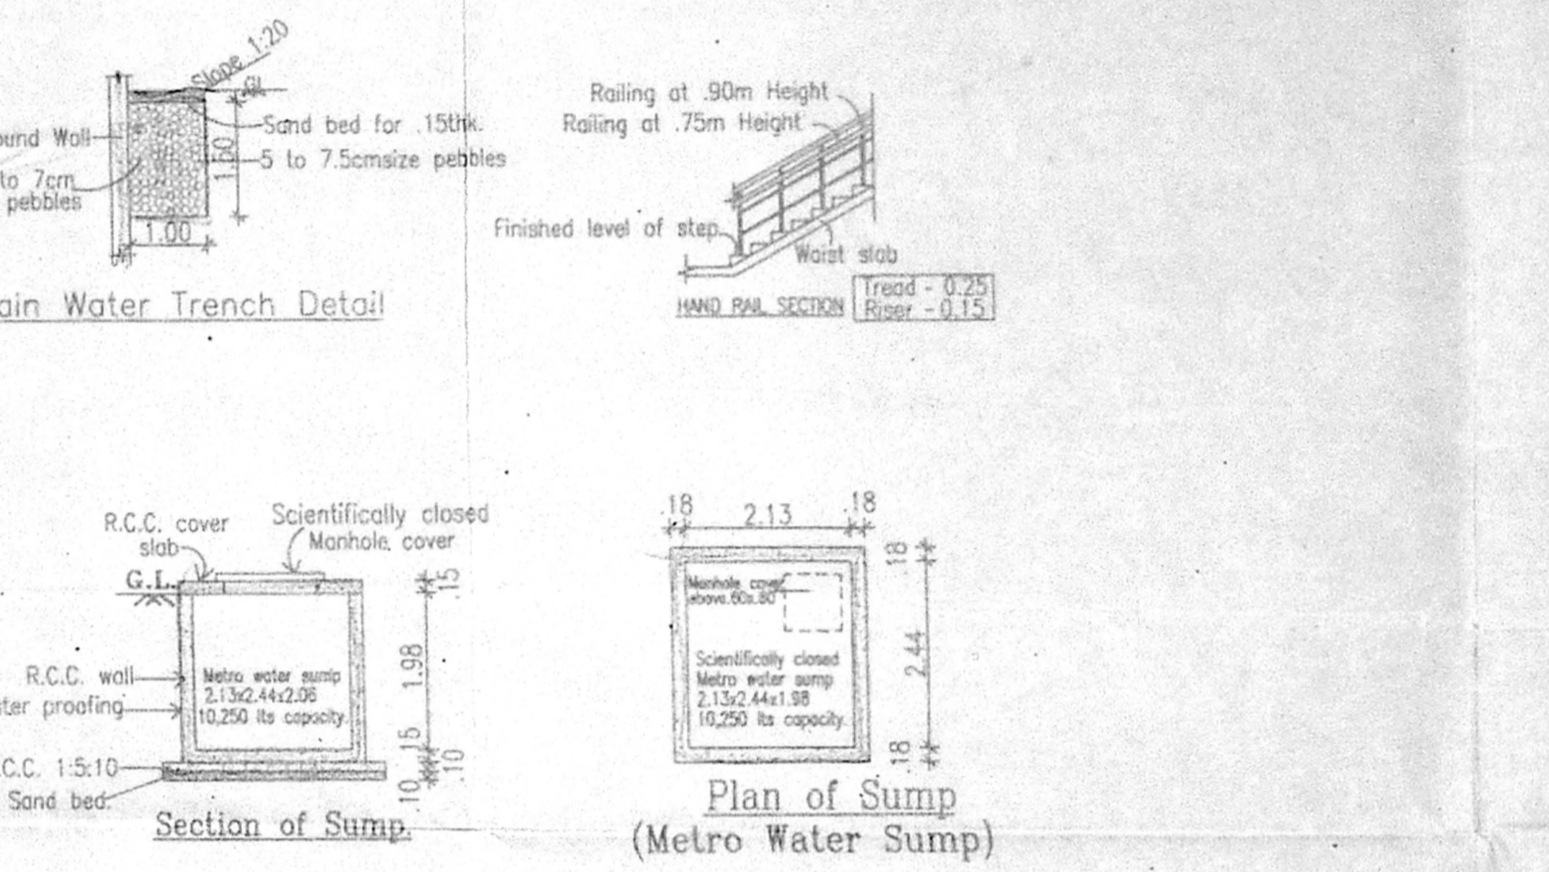 Slope 1:20
GL
ound Wall
Sand bed for .15thk.
5 to 7.5cmsize pebbles
to 7cm
pebbles
1.50
1.00
ain Water Trench Detail
Railing at .90m Height
Railing at .75m Height
Finished level of step
Waist slab
HAND RAIL SECTION
Tread - 0.25
Riser - 0.15
R.C.C. cover
slab
Scientifically closed
Manhole cover
G.L.
.15
1.98
R.C.C. wall
ter proofing
Metro water sump
2.13x2.44x2.06
10,250 lts capacity.
.15
.10
.10
.C.C. 1:5:10
Sand bed.
Section of Sump.
.18
2.13
.18
.18
2.44
.18
Manhole cover
above.60x.80
Scientifically closed
Metro water sump
2.13x2.44x1.98
10,250 lts capacity.
Plan of Sump
(Metro Water Sump)